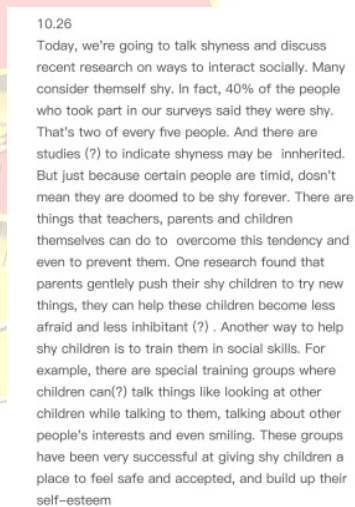 10.26
Today, we're going to talk shyness and discuss
recent research on ways to interact socially. Many
consider themself shy. In fact, 40% of the people
who took part in our surveys said they were shy.
That's two of every five people. And there are
studies (?) to indicate shyness may be  innherited.
But just because certain people are timid, dosn't
mean they are doomed to be shy forever. There are
things that teachers, parents and children
themselves can do to  overcome this tendency and
even to prevent them. One research found that
parents gentlely push their shy children to try new
things, they can help these children become less
afraid and less inhibitant (?) . Another way to help
shy children is to train them in social skills. For
example, there are special training groups where
children can(?) talk things like looking at other
children while talking to them, talking about other
people's interests and even smiling. These groups
have been very successful at giving shy children a
place to feel safe and accepted, and build up their
self-esteem